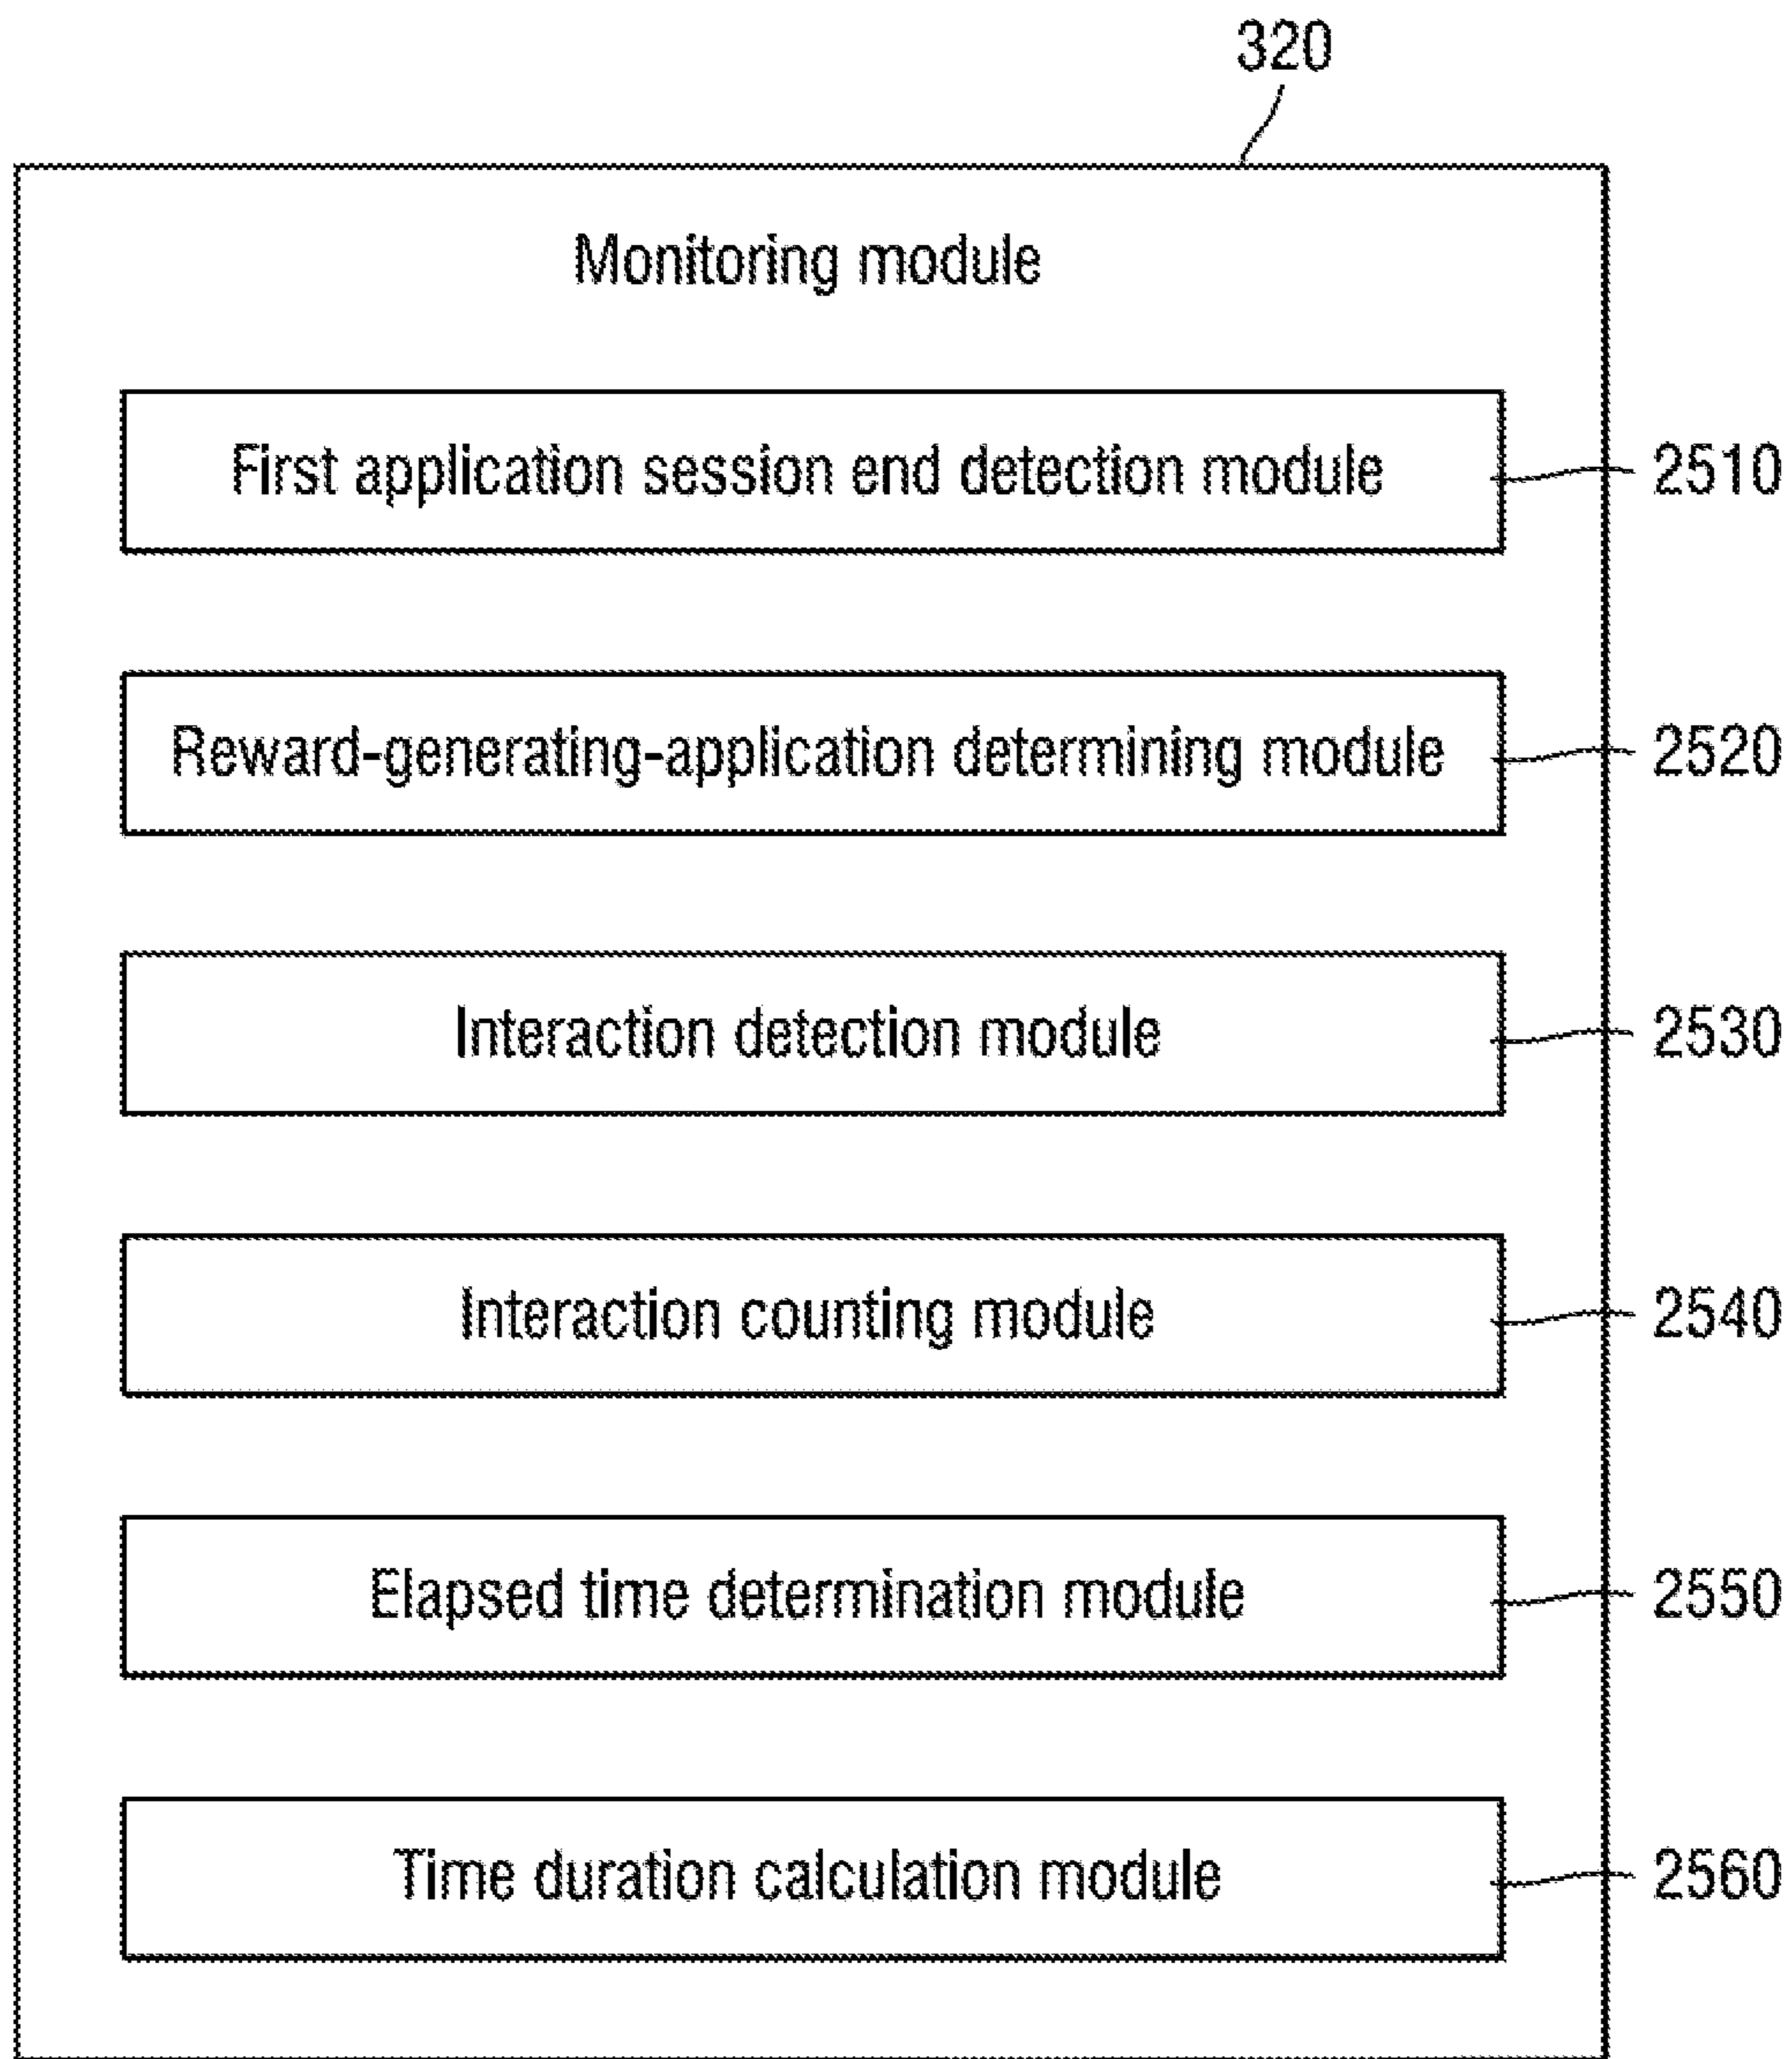 320
Monitoring module
First application session end detection module 2510
Reward-generating-application determining module 2520
Interaction detection module 2530
Interaction counting module 2540
Elapsed time determination module 2550
Time duration calculation module 2560